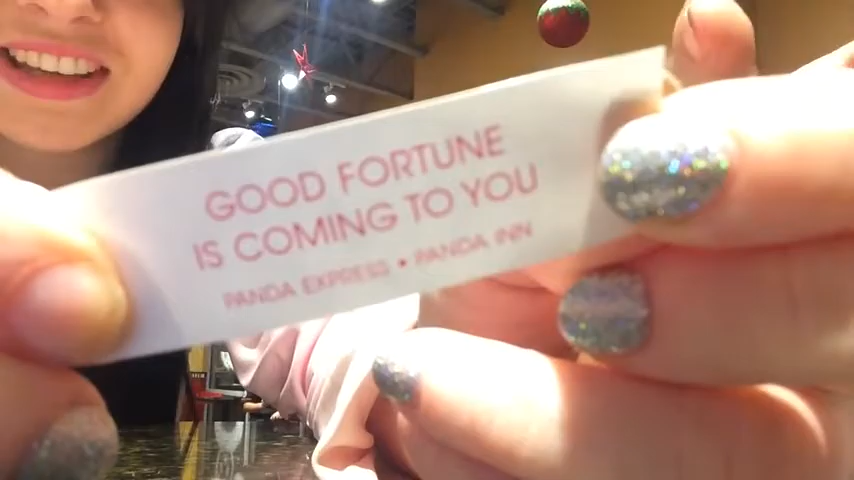 GOOD FORTUNE
IS COMING TO YOU
PANDA EXPRESS • PANDA INN